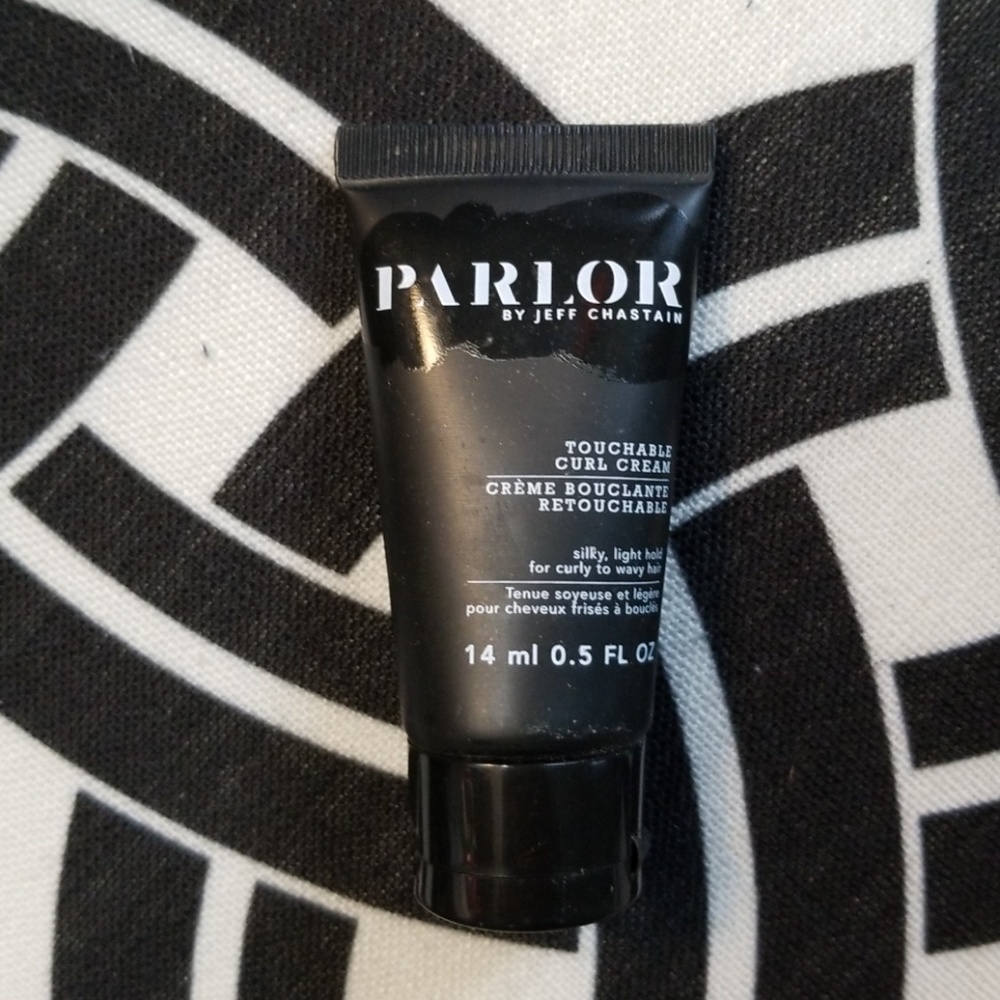 PARLOR
BY JEFF CHASTAIN
TOUCHABLE
CURL CREAM
CRÈME BOUCLANTE
RETOUCHABLE
silky, light hold
for curly to wavy hair
Tenue soyeuse et légère
pour cheveux frisés à bouclés
14 ml 0.5 FL OZ